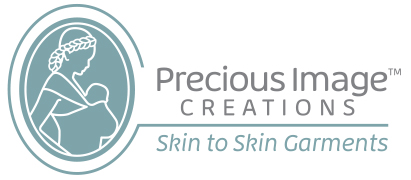 Precious Image™
CREATIONS
Skin to Skin Garments